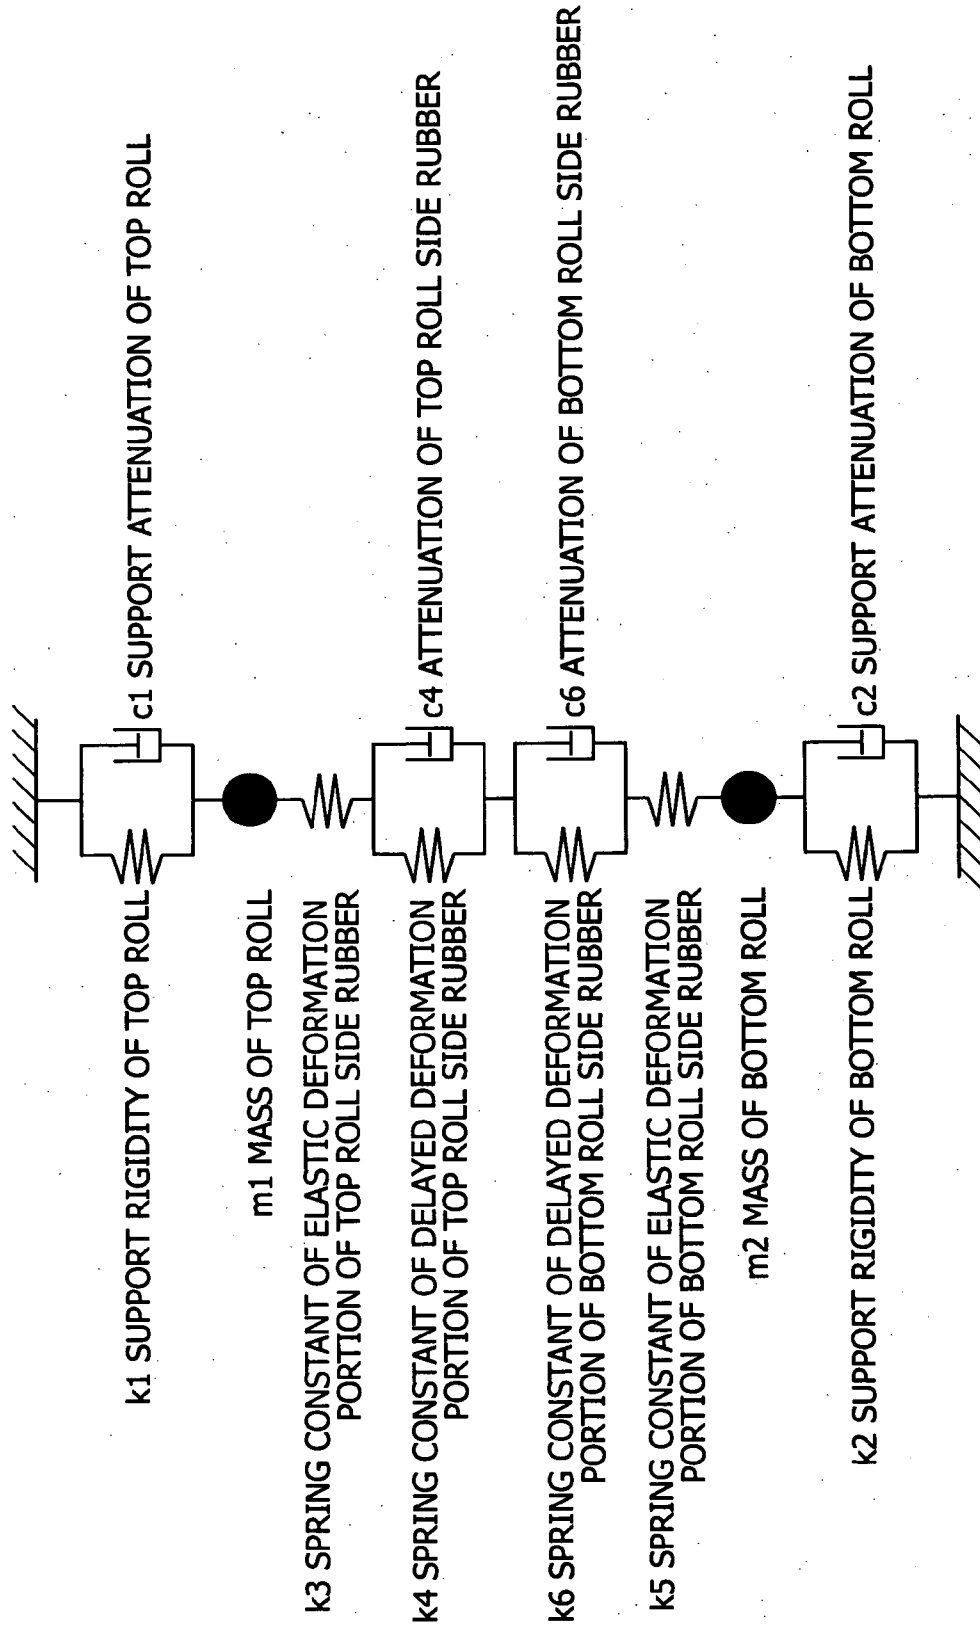 k1 SUPPORT RIGIDITY OF TOP ROLL
c1 SUPPORT ATTENUATION OF TOP ROLL
m1 MASS OF TOP ROLL
k3 SPRING CONSTANT OF ELASTIC DEFORMATION
PORTION OF TOP ROLL SIDE RUBBER
k4 SPRING CONSTANT OF DELAYED DEFORMATION
PORTION OF TOP ROLL SIDE RUBBER
c4 ATTENUATION OF TOP ROLL SIDE RUBBER
k6 SPRING CONSTANT OF DELAYED DEFORMATION
PORTION OF BOTTOM ROLL SIDE RUBBER
c6 ATTENUATION OF BOTTOM ROLL SIDE RUBBER
k5 SPRING CONSTANT OF ELASTIC DEFORMATION
PORTION OF BOTTOM ROLL SIDE RUBBER
m2 MASS OF BOTTOM ROLL
k2 SUPPORT RIGIDITY OF BOTTOM ROLL
c2 SUPPORT ATTENUATION OF BOTTOM ROLL